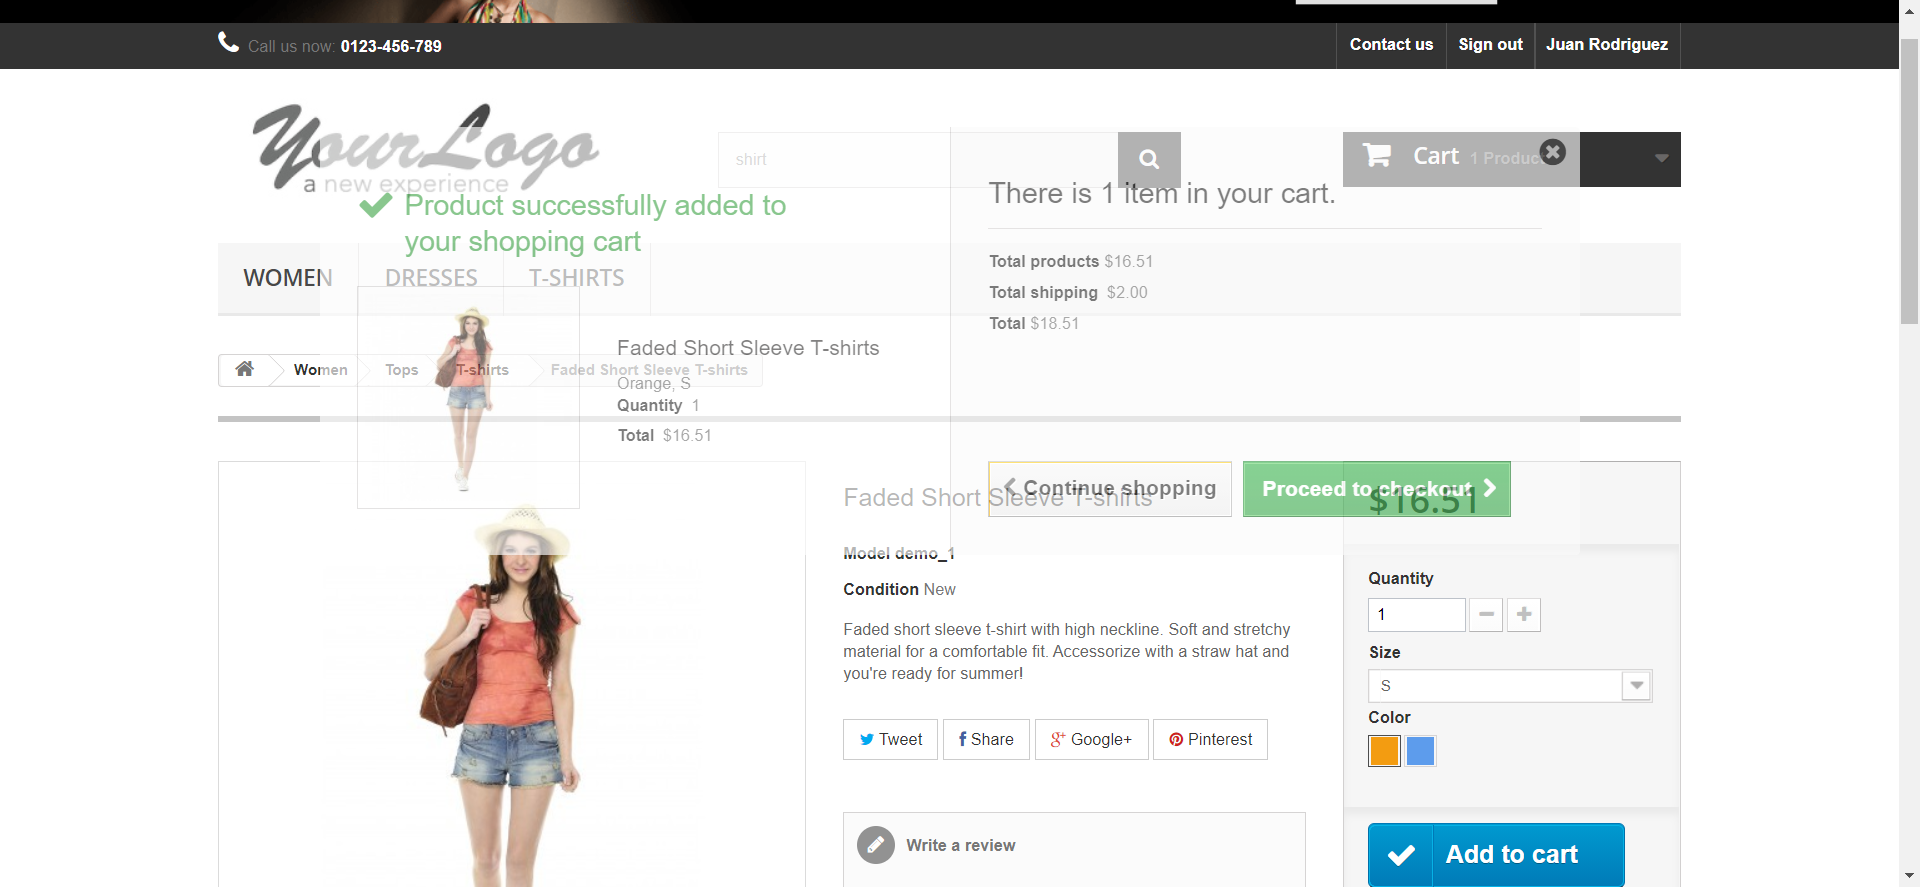 Call us now: 0123-456-789
Contact us
Sign out
Juan Rodriguez
YourLogo
a new experience
shirt
Cart 1 Produc
Product successfully added to
your shopping cart
There is 1 item in your cart.
Total products $16.51
Total shipping $2.00
Total $18.51
WOMEN
DRESSES
T-SHIRTS
Women
Tops
T-shirts
Faded Short Sleeve T-shirts
Faded Short Sleeve T-shirts
Orange, S
Quantity 1
Total $16.51
Continue shopping
Proceed to checkout
Faded Short Sleeve T-shirts
$16.51
Model demo_1
Condition New
Faded short sleeve t-shirt with high neckline. Soft and stretchy
material for a comfortable fit. Accessorize with a straw hat and
you're ready for summer!
Tweet
Share
Google+
Pinterest
Write a review
Quantity
1
Size
S
Color
Add to cart